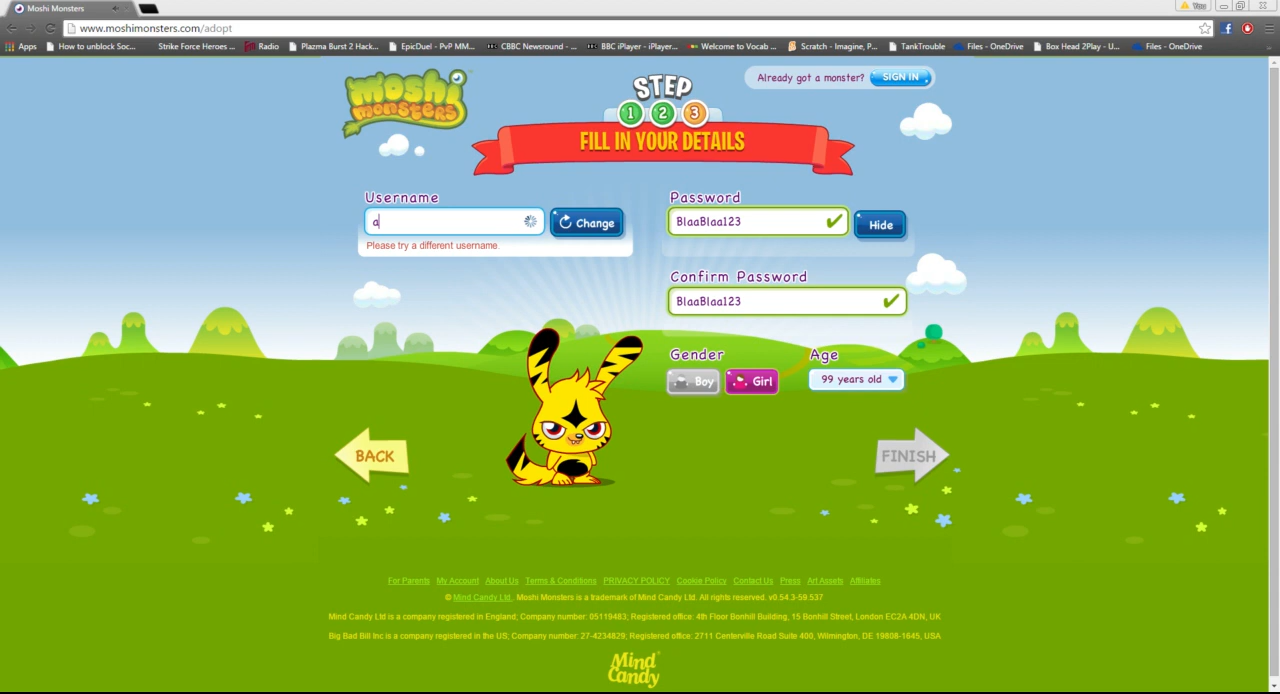 Moshi Monsters
You
www.moshimonsters.com/adopt
Apps How to unblock Soc... Strike Force Heroes ... Radio Plazma Burst 2 Hack... EpicDuel - PvP MM... CBBC Newsround - ... BBC iPlayer - iPlayer... Welcome to Vocab ... Scratch - Imagine, P... TankTrouble Files - OneDrive Box Head 2Play - U... Files - OneDrive
moshi monsters
STEP
1 2 3
FILL IN YOUR DETAILS
Already got a monster? SIGN IN
Username
a
Change
Please try a different username.
Password
BlaaBlaa123
Hide
Confirm Password
BlaaBlaa123
Gender Age
Boy Girl 99 years old
BACK
FINISH
For Parents My Account About Us Terms & Conditions PRIVACY POLICY Cookie Policy Contact Us Press Art Assets Affiliates
© Mind Candy Ltd. Moshi Monsters is a trademark of Mind Candy Ltd. All rights reserved. v0.54.3-59.537
Mind Candy Ltd is a company registered in England; Company number: 05119483; Registered office: 4th Floor Bonhill Building, 15 Bonhill Street, London EC2A 4DN, UK
Big Bad Bill Inc is a company registered in the US; Company number: 27-4234829; Registered office: 2711 Centerville Road Suite 400, Wilmington, DE 19808-1645, USA
Mind
Candy